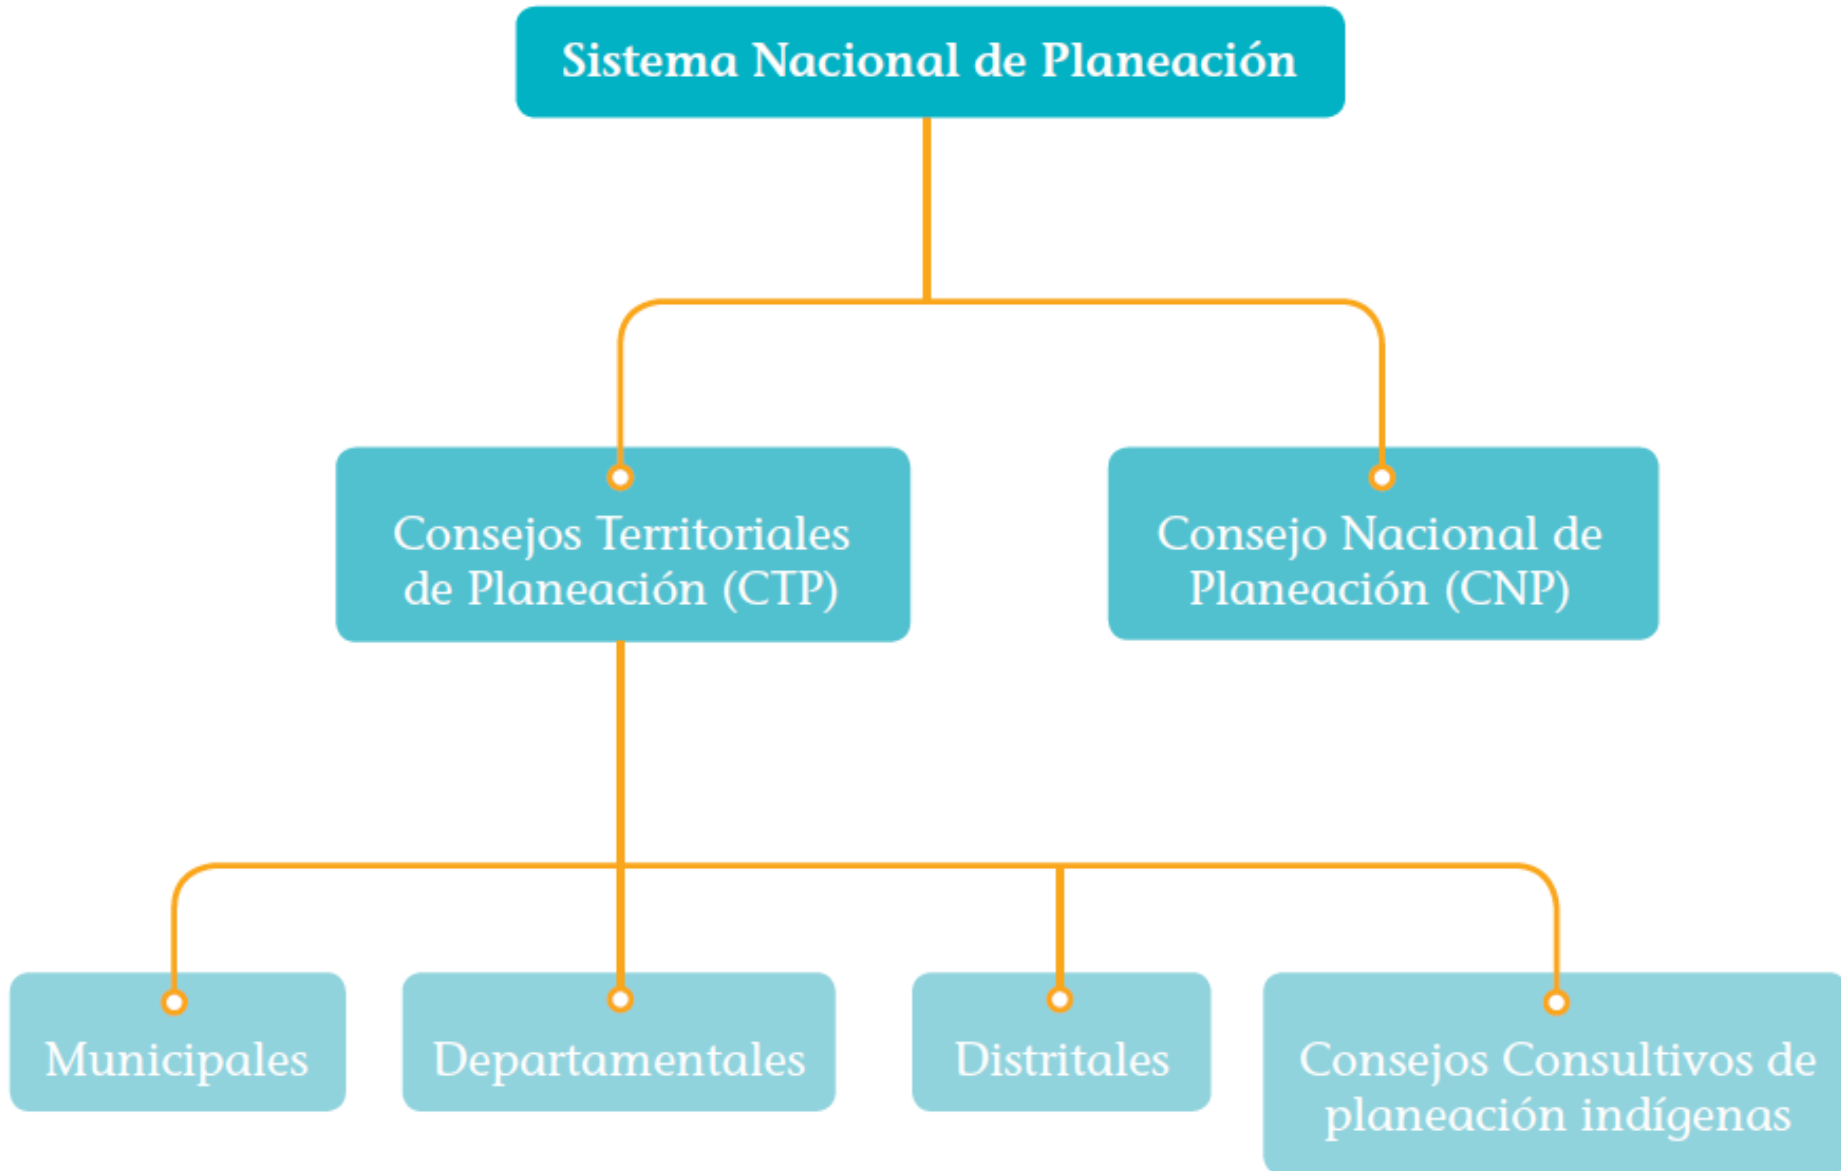 Sistema Nacional de Planeación
Consejos Territoriales
de Planeación (CTP)
Consejo Nacional de
Planeación (CNP)
Municipales
Departamentales
Distritales
Consejos Consultivos de
planeación indígenas